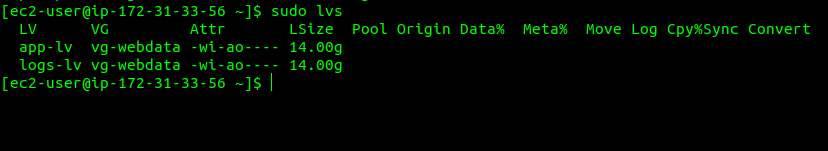 [ec2-user@ip-172-31-33-56 ~]$ sudo lvs
  LV      VG         Attr       LSize  Pool Origin Data%  Meta%  Move Log Cpy%Sync Convert
  app-lv  vg-webdata -wi-ao---- 14.00g
  logs-lv vg-webdata -wi-ao---- 14.00g
[ec2-user@ip-172-31-33-56 ~]$